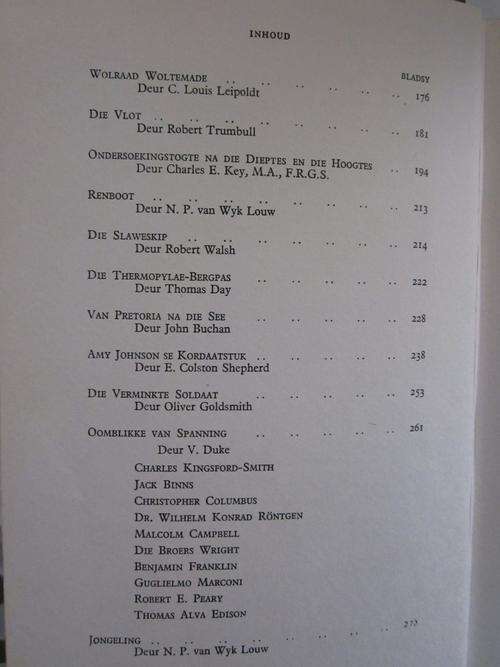 INHOUD
BLADSY
WOLRAAD WOLTEMADE .. .. .. .. .. 176
Deur C. Louis Leipoldt
DIE VLOT .. .. .. .. .. .. .. 181
Deur Robert Trumbull
ONDERSOEKINGSTOGTE NA DIE DIEPTES EN DIE HOOGTES .. 194
Deur Charles E. Key, M.A., F.R.G.S.
RENBOOT .. .. .. .. .. .. .. 213
Deur N. P. van Wyk Louw
DIE SLAWESKIP .. .. .. .. .. .. 214
Deur Robert Walsh
DIE THERMOPYLAE-BERGPAS .. .. .. .. .. 222
Deur Thomas Day
VAN PRETORIA NA DIE SEE .. .. .. .. .. 228
Deur John Buchan
AMY JOHNSON SE KORDAATSTUK .. .. .. .. .. 238
Deur E. Colston Shepherd
DIE VERMINKTE SOLDAAT .. .. .. .. .. 253
Deur Oliver Goldsmith
OOMBLIKKE VAN SPANNING .. .. .. .. .. 261
Deur V. Duke
CHARLES KINGSFORD-SMITH
JACK BINNS
CHRISTOPHER COLUMBUS
DR. WILHELM KONRAD RÖNTGEN
MALCOLM CAMPBELL
DIE BROERS WRIGHT
BENJAMIN FRANKLIN
GUGLIELMO MARCONI
ROBERT E. PEARY
THOMAS ALVA EDISON
JONGELING .. .. .. .. .. .. ..
Deur N. P. van Wyk Louw